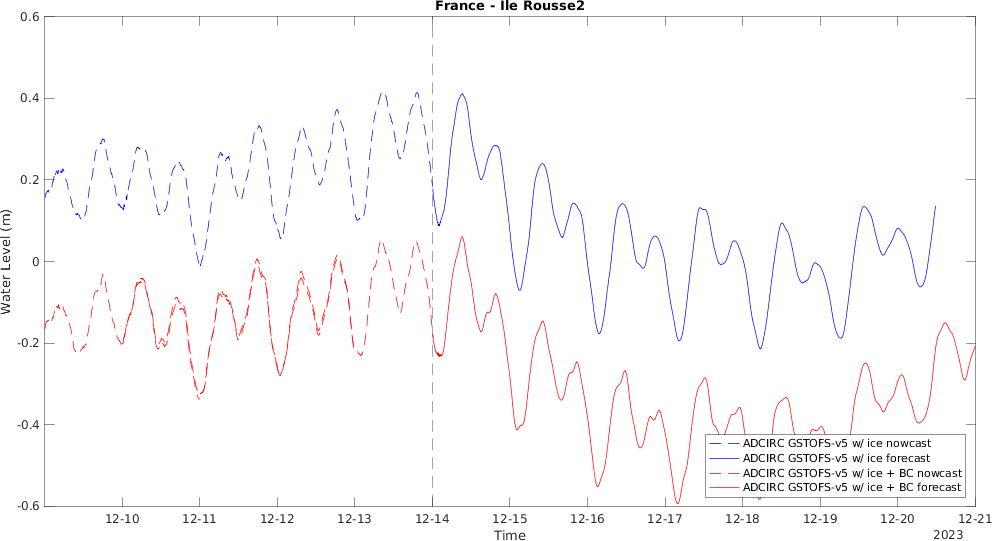 France - Ile Rousse2
Water Level (m)
0.6
0.4
0.2
0
-0.2
-0.4
-0.6
ADCIRC GSTOFS-v5 w/ ice nowcast
ADCIRC GSTOFS-v5 w/ ice forecast
ADCIRC GSTOFS-v5 w/ ice + BC nowcast
ADCIRC GSTOFS-v5 w/ ice + BC forecast
12-10 12-11 12-12 12-13 12-14 12-15 12-16 12-17 12-18 12-19 12-20 12-21
Time
2023